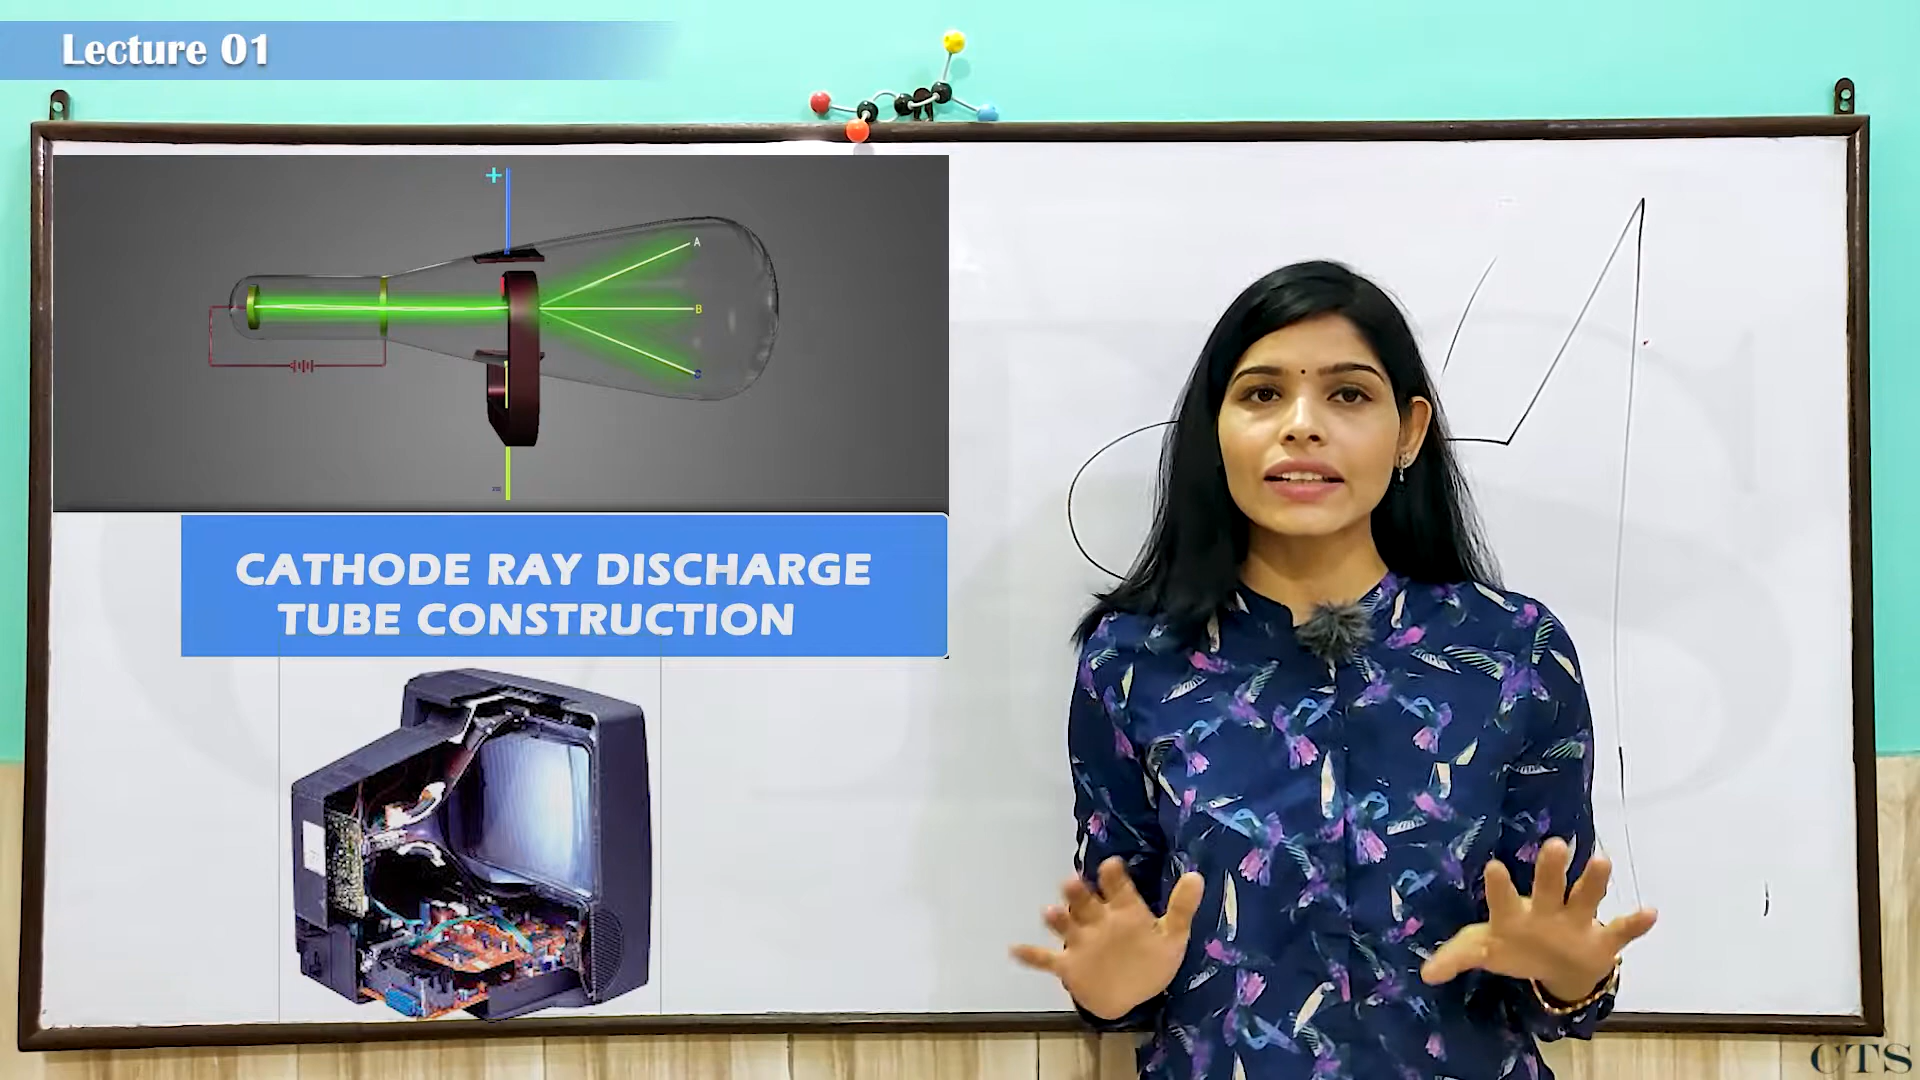 Lecture 01
+
A
B
C
CATHODE RAY DISCHARGE
TUBE CONSTRUCTION
CTS